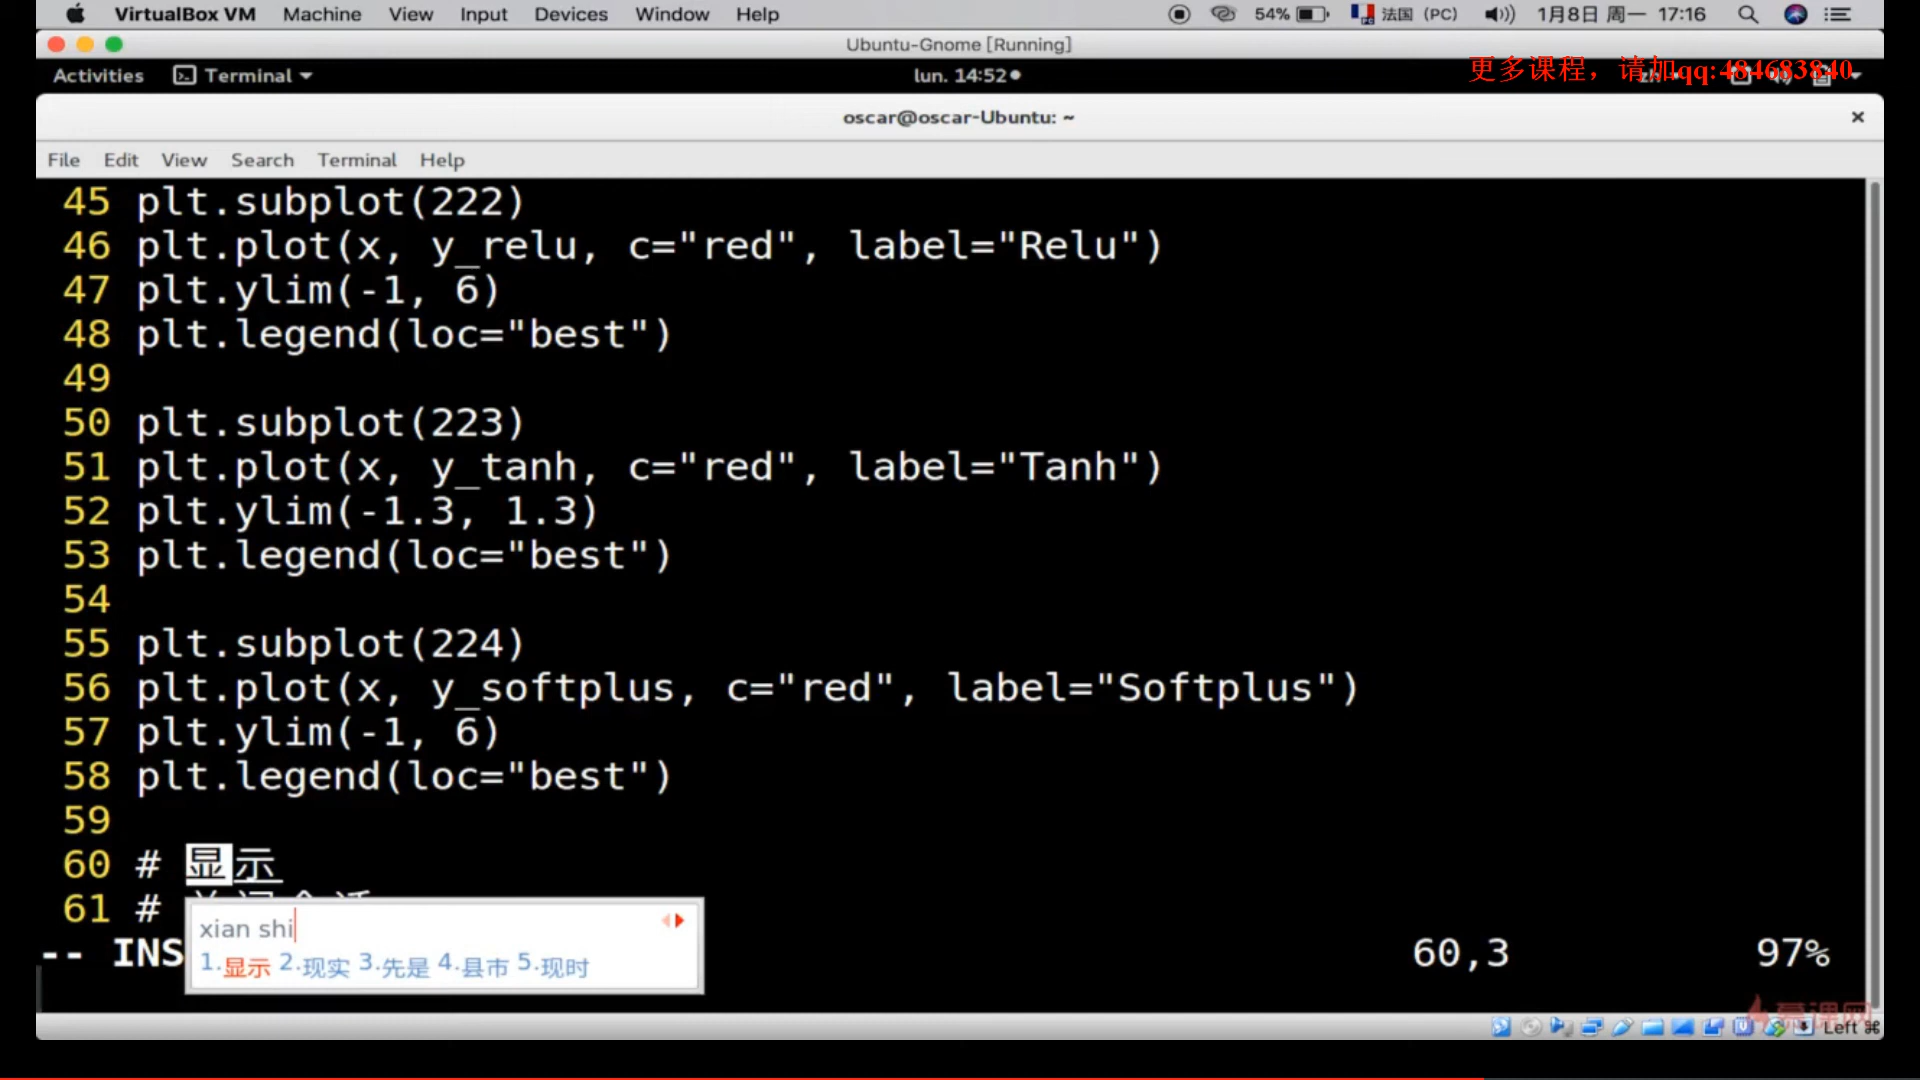 VirtualBox VM Machine View Input Devices Window Help 54% 法国 (PC) 1月8日 周一 17:16
Ubuntu-Gnome [Running]
Activities Terminal lun. 14:52
更多课程，请加qq:484683840
oscar@oscar-Ubuntu: ~
File Edit View Search Terminal Help
45 plt.subplot(222)
46 plt.plot(x, y_relu, c="red", label="Relu")
47 plt.ylim(-1, 6)
48 plt.legend(loc="best")
49
50 plt.subplot(223)
51 plt.plot(x, y_tanh, c="red", label="Tanh")
52 plt.ylim(-1.3, 1.3)
53 plt.legend(loc="best")
54
55 plt.subplot(224)
56 plt.plot(x, y_softplus, c="red", label="Softplus")
57 plt.ylim(-1, 6)
58 plt.legend(loc="best")
59
60 # 显示
61 #
xian shi
1.显示 2.现实 3.先是 4.县市 5.现时
-- INS 60,3 97%
慕课网
Left ⌘